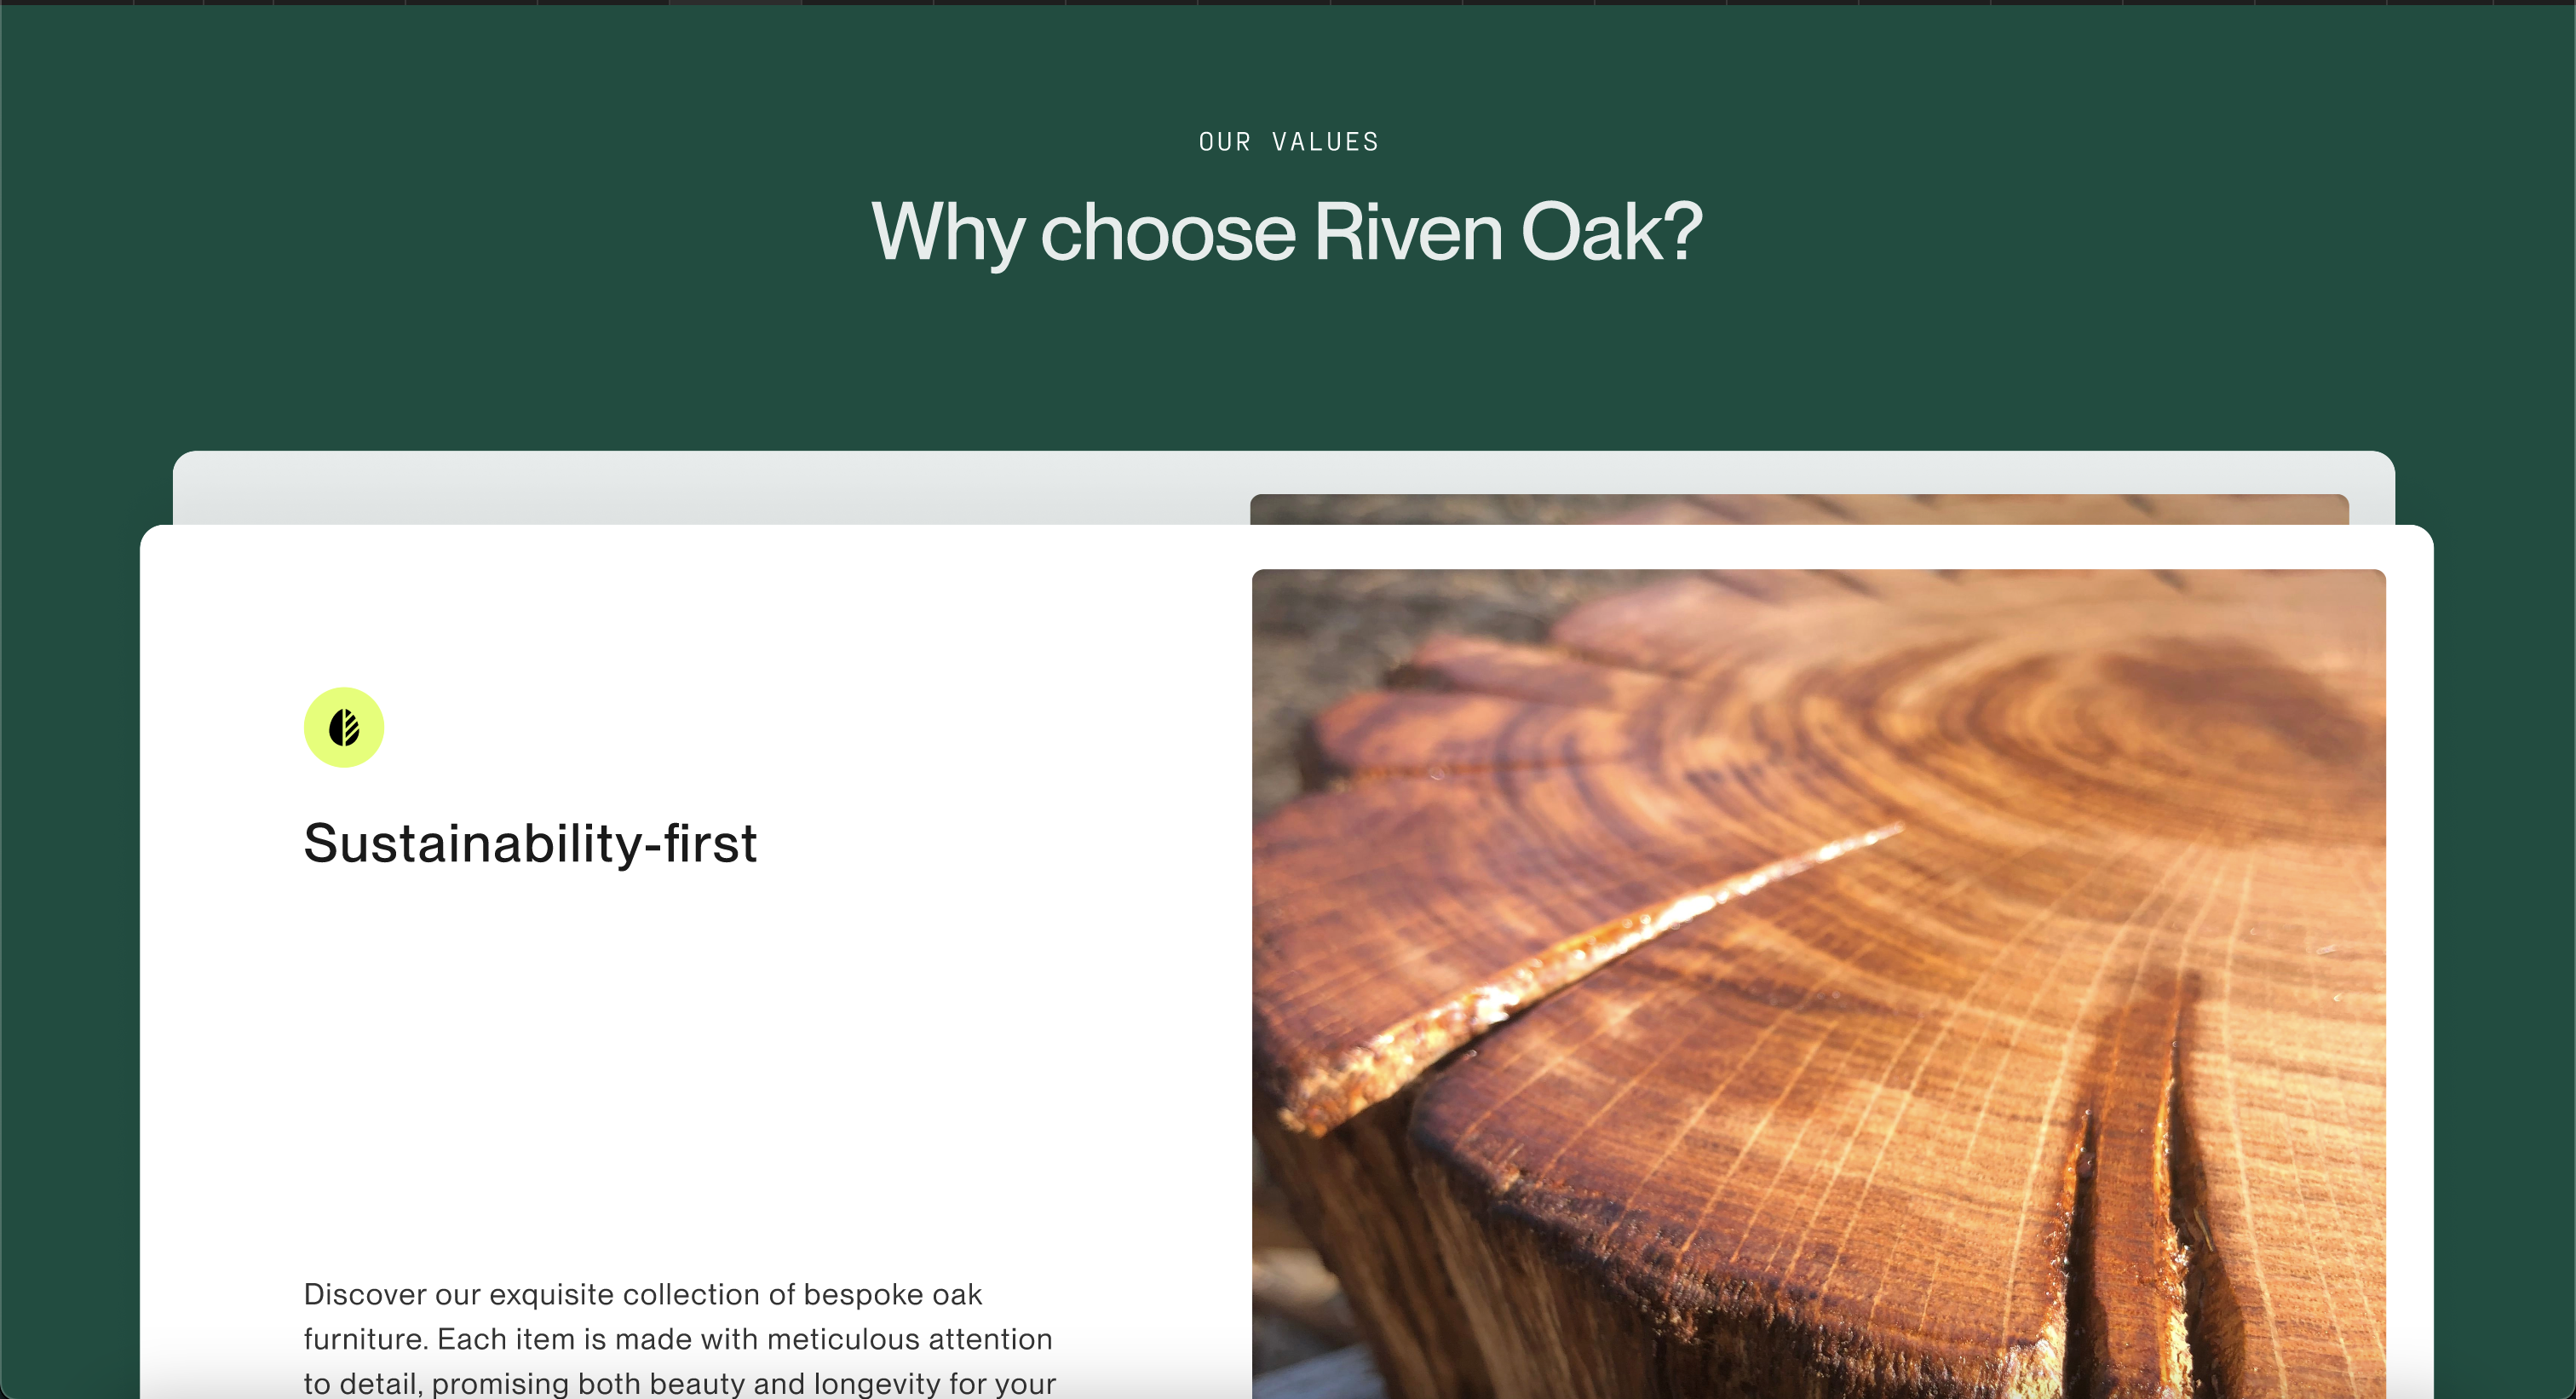 OUR VALUES
Why choose Riven Oak?
Sustainability-first
Discover our exquisite collection of bespoke oak
furniture. Each item is made with meticulous attention
to detail, promising both beauty and longevity for your